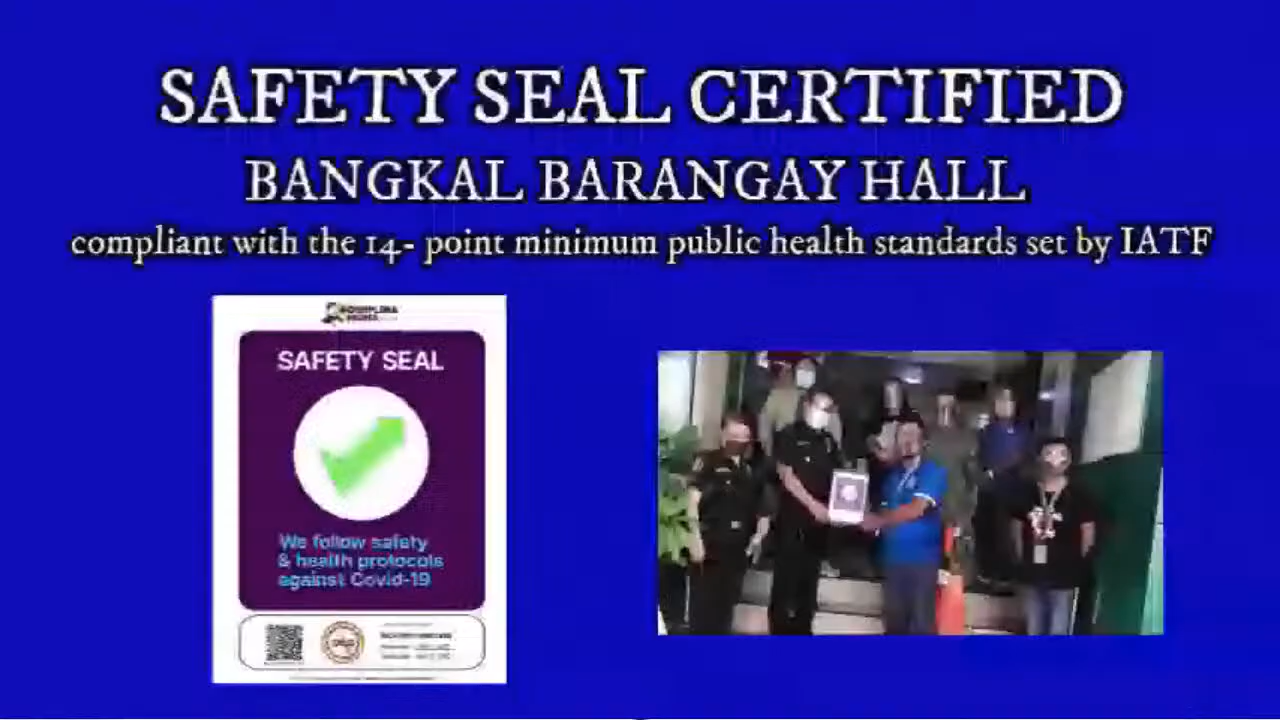 SAFETY SEAL CERTIFIED
BANGKAL BARANGAY HALL
compliant with the 14- point minimum public health standards set by IATF
SAFETY SEAL
We follow safety
& health protocols
against Covid-19